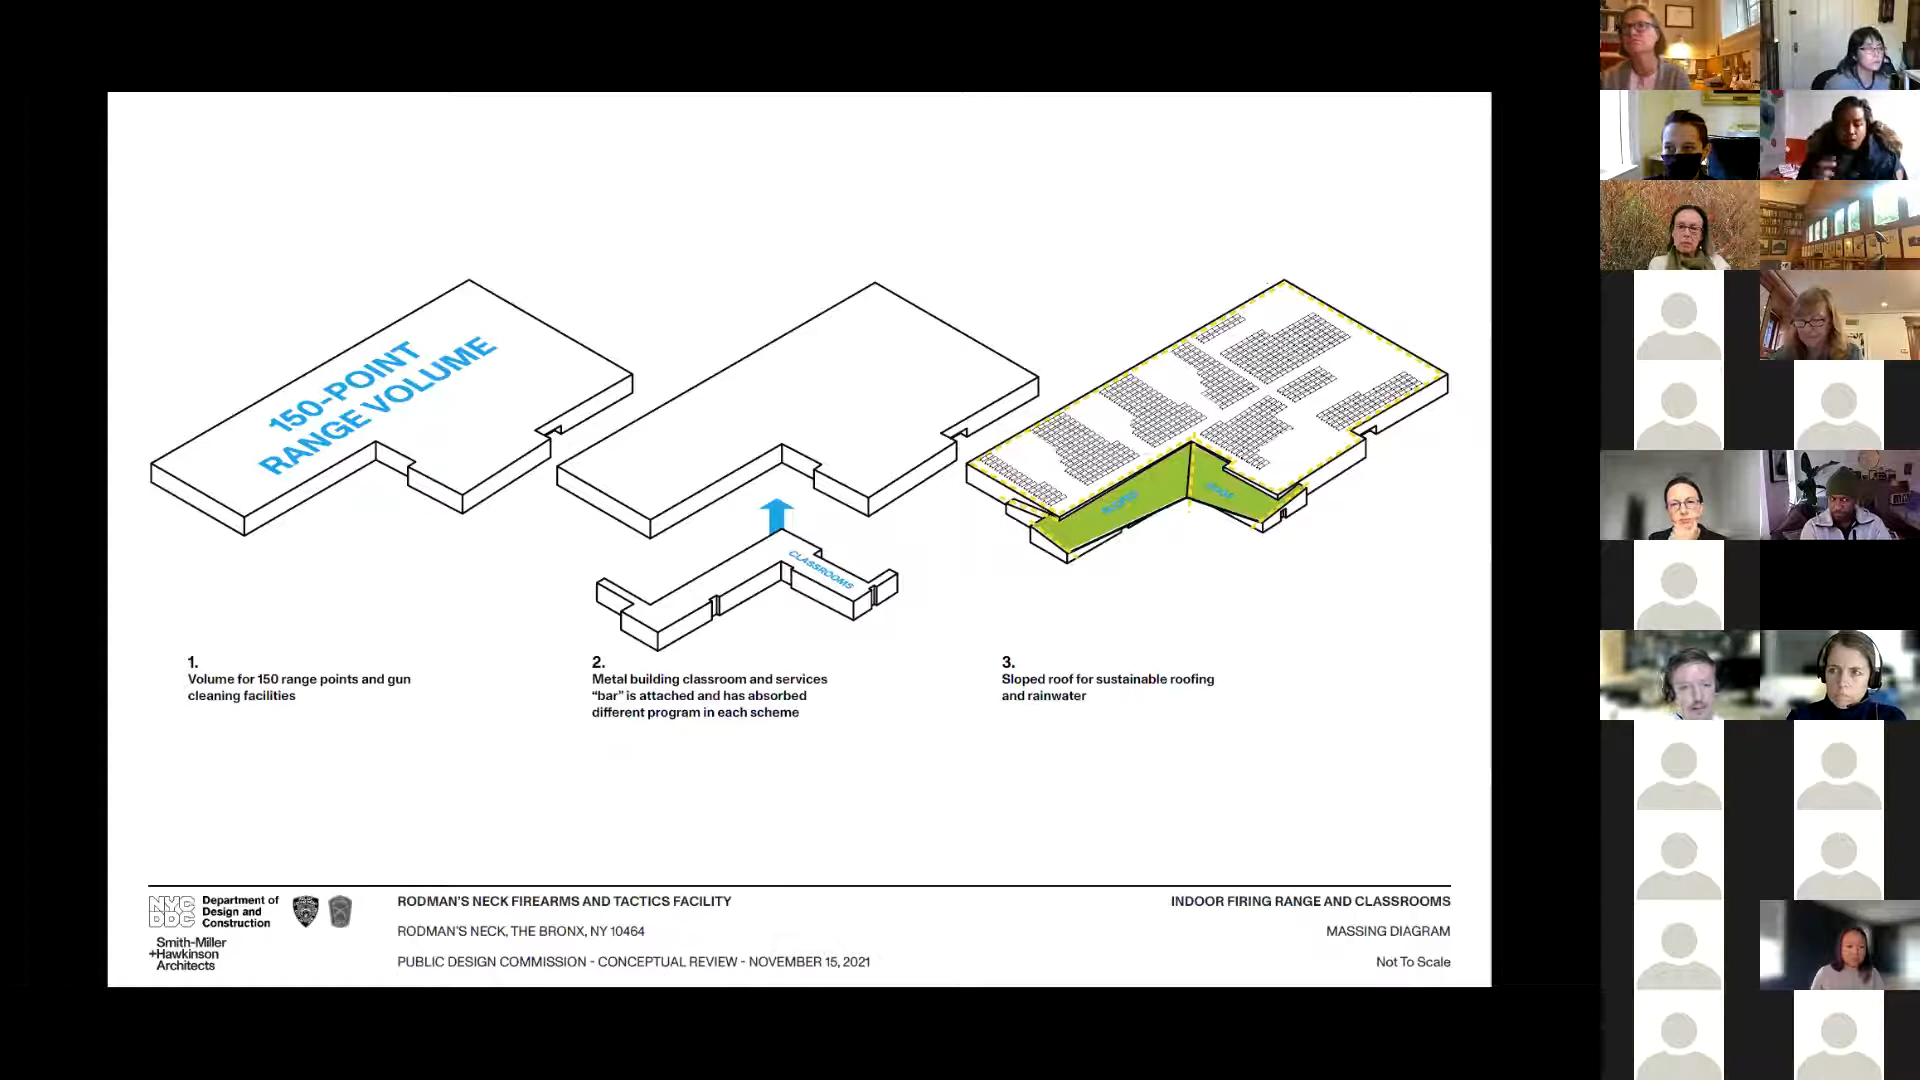 150-POINT
RANGE VOLUME
CLASSROOMS
1.
Volume for 150 range points and gun
cleaning facilities
2.
Metal building classroom and services
“bar” is attached and has absorbed
different program in each scheme
3.
Sloped roof for sustainable roofing
and rainwater
NYC
DDC
Department of
Design and
Construction
Smith-Miller
+Hawkinson
Architects
RODMAN’S NECK FIREARMS AND TACTICS FACILITY
RODMAN’S NECK, THE BRONX, NY 10464
PUBLIC DESIGN COMMISSION - CONCEPTUAL REVIEW - NOVEMBER 15, 2021
INDOOR FIRING RANGE AND CLASSROOMS
MASSING DIAGRAM
Not To Scale